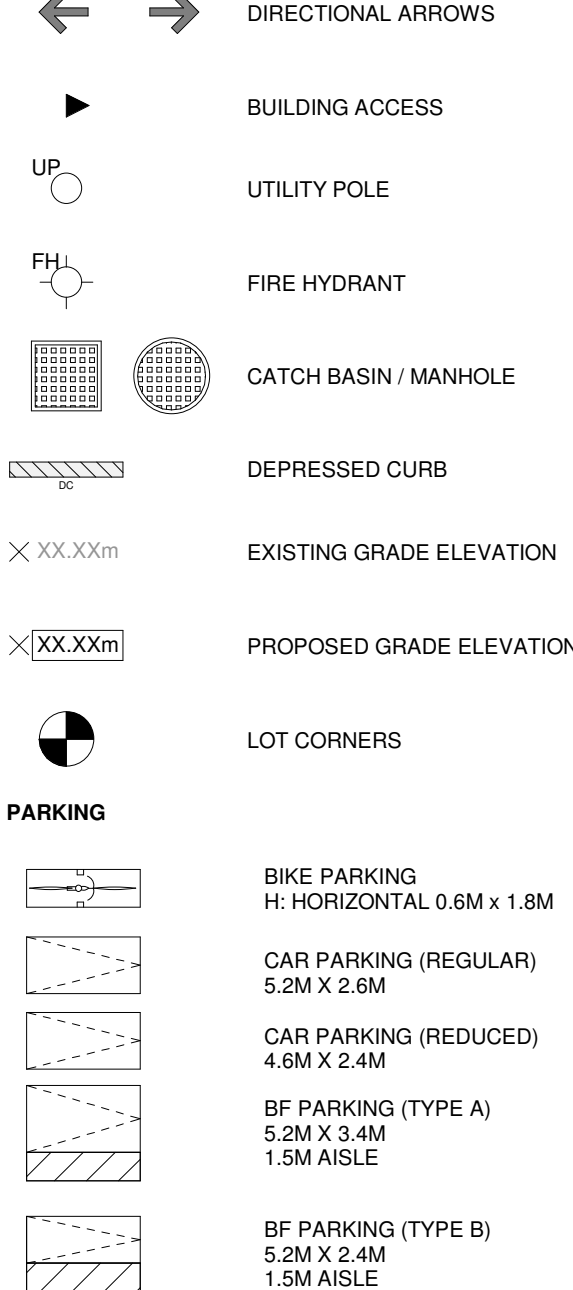 DIRECTIONAL ARROWS
BUILDING ACCESS
UP
UTILITY POLE
FH
FIRE HYDRANT
CATCH BASIN / MANHOLE
DC
DEPRESSED CURB
XX.XXm
EXISTING GRADE ELEVATION
XX.XXm
PROPOSED GRADE ELEVATION
LOT CORNERS
PARKING
BIKE PARKING
H: HORIZONTAL 0.6M x 1.8M
CAR PARKING (REGULAR)
5.2M X 2.6M
CAR PARKING (REDUCED)
4.6M X 2.4M
BF PARKING (TYPE A)
5.2M X 3.4M
1.5M AISLE
BF PARKING (TYPE B)
5.2M X 2.4M
1.5M AISLE